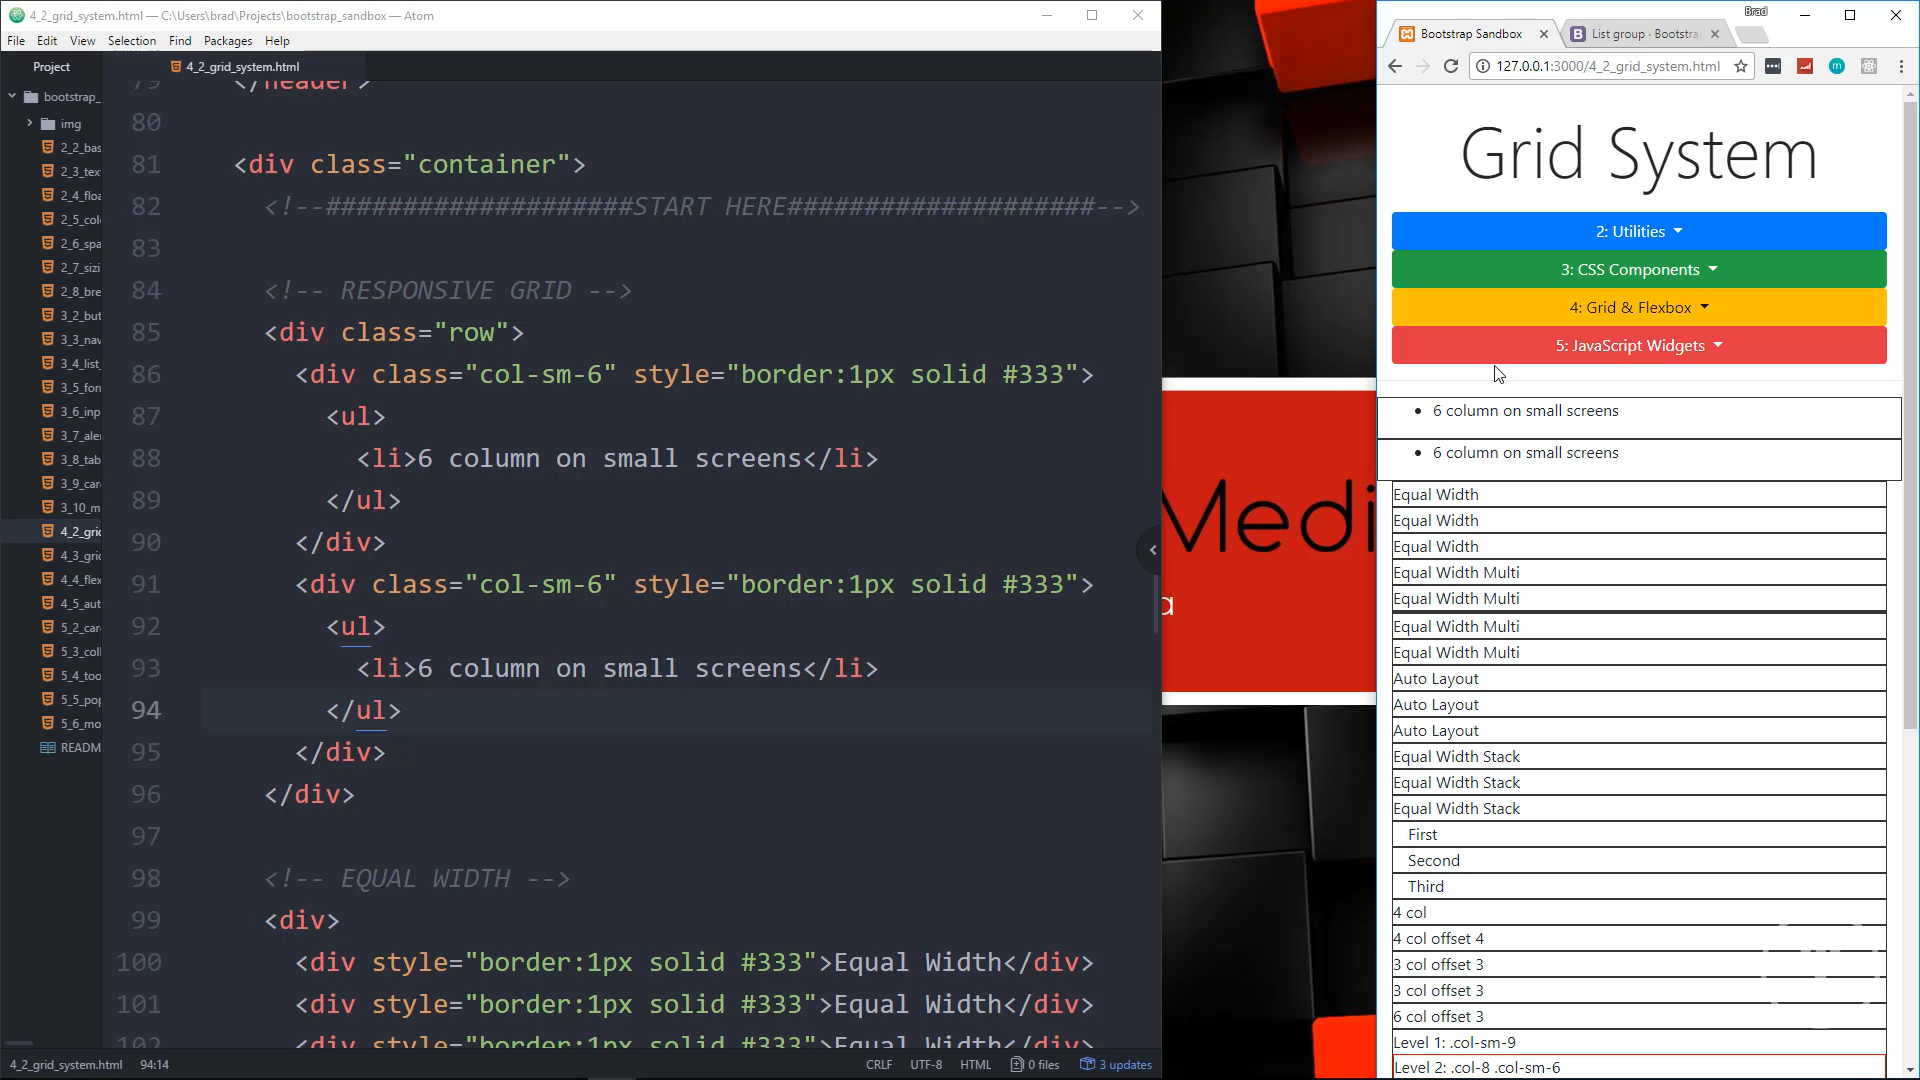 4_2_grid_system.html — C:\Users\brad\Projects\bootstrap_sandbox — Atom
File Edit View Selection Find Packages Help
Project
4_2_grid_system.html
bootstrap_
img
2_2_bas
2_3_tex
2_4_floa
2_5_colo
2_6_spa
2_7_sizi
2_8_bre
3_2_but
3_3_nav
3_4_list_
3_5_forn
3_6_inp
3_7_ale
3_8_tab
3_9_car
3_10_m
4_2_grid
4_3_grid
4_4_flex
4_5_aut
5_2_car
5_3_coll
5_4_too
5_5_pop
5_6_mo
README
79 </header>
80
81 <div class="container">
82 <!--####################START HERE####################-->
83
84 <!-- RESPONSIVE GRID -->
85 <div class="row">
86 <div class="col-sm-6" style="border:1px solid #333">
87 <ul>
88 <li>6 column on small screens</li>
89 </ul>
90 </div>
91 <div class="col-sm-6" style="border:1px solid #333">
92 <ul>
93 <li>6 column on small screens</li>
94 </ul>
95 </div>
96 </div>
97
98 <!-- EQUAL WIDTH -->
99 <div>
100 <div style="border:1px solid #333">Equal Width</div>
101 <div style="border:1px solid #333">Equal Width</div>
102 <div style="border:1px solid #333">Equal Width</div>
4_2_grid_system.html 94:14 CRLF UTF-8 HTML 0 files 3 updates
Medi
a
Brad
Bootstrap Sandbox
List group · Bootstra
127.0.0.1:3000/4_2_grid_system.html
Grid System
2: Utilities
3: CSS Components
4: Grid & Flexbox
5: JavaScript Widgets
• 6 column on small screens
• 6 column on small screens
Equal Width
Equal Width
Equal Width
Equal Width Multi
Equal Width Multi
Equal Width Multi
Equal Width Multi
Auto Layout
Auto Layout
Auto Layout
Equal Width Stack
Equal Width Stack
Equal Width Stack
First
Second
Third
4 col
4 col offset 4
3 col offset 3
3 col offset 3
6 col offset 3
Level 1: .col-sm-9
Level 2: .col-8 .col-sm-6